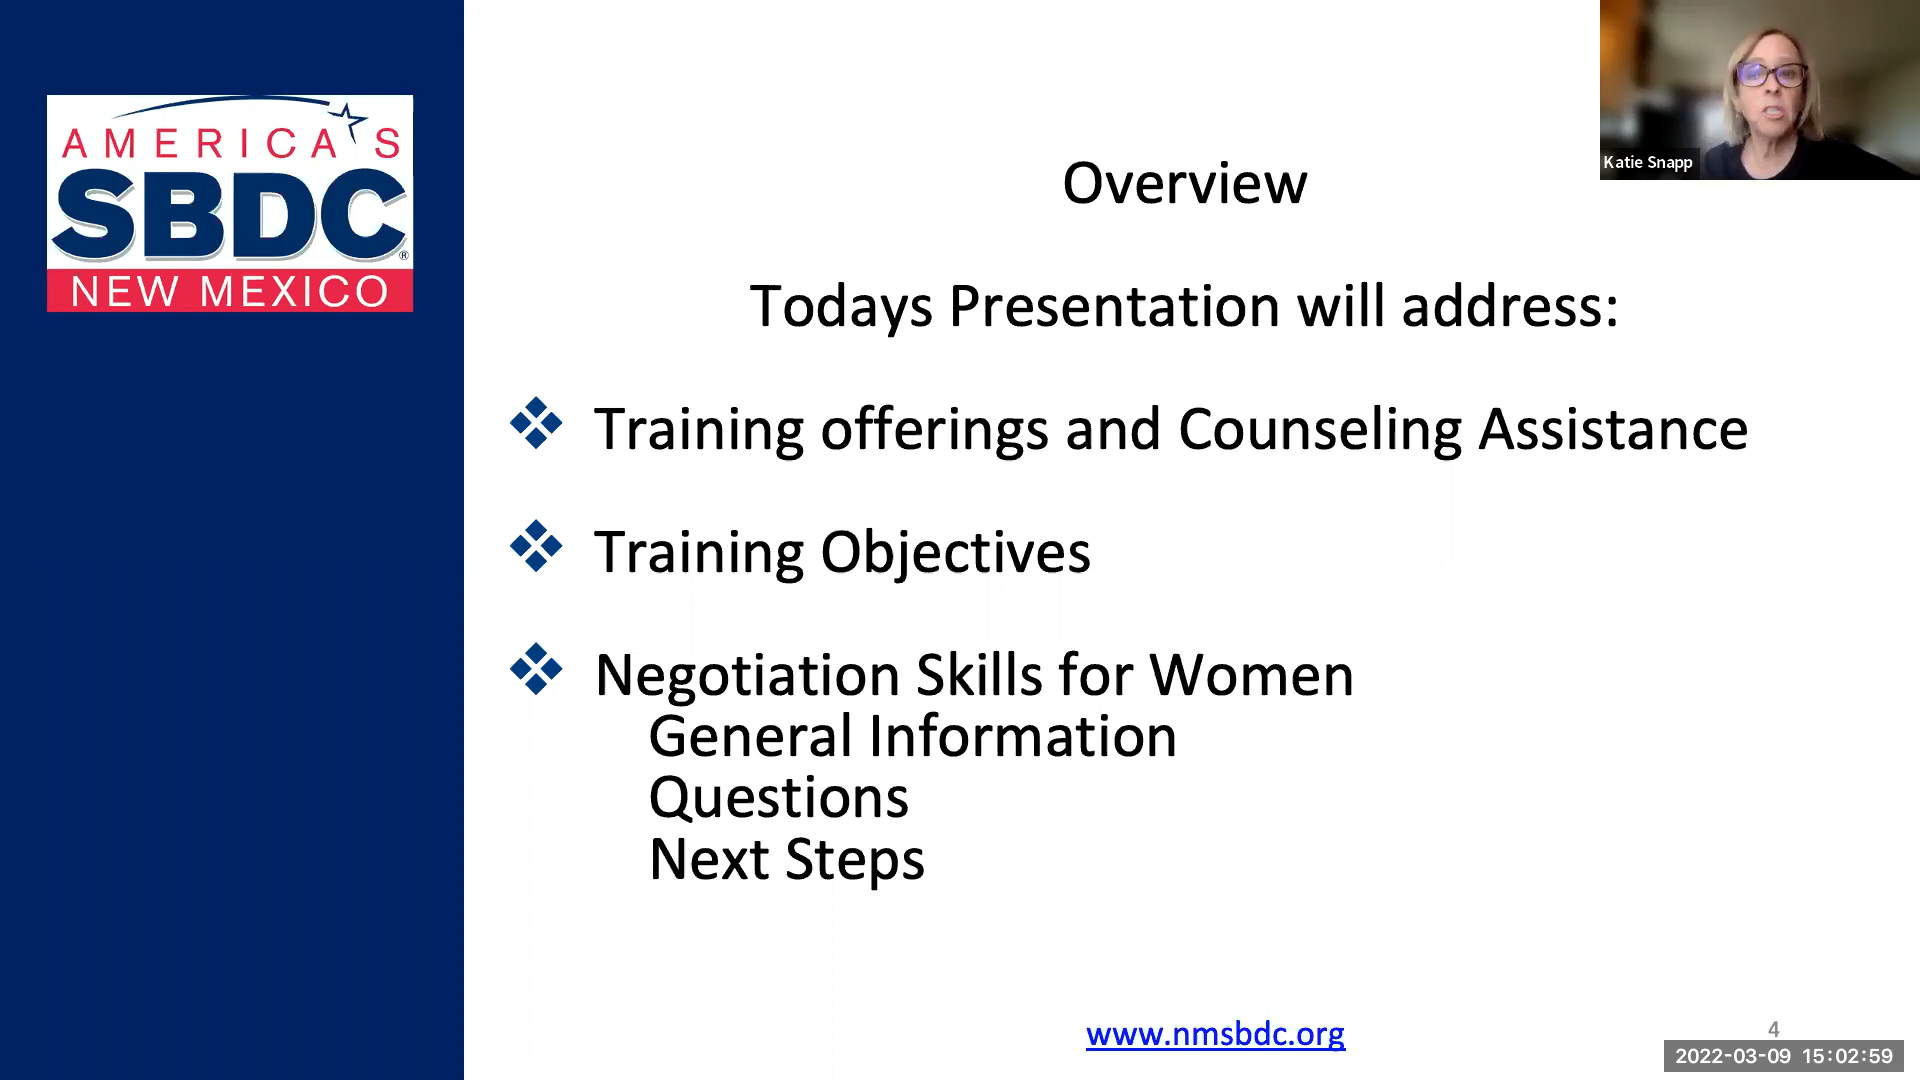 AMERICA'S
SBDC®
NEW MEXICO
Katie Snapp
Overview
Todays Presentation will address:
❖ Training offerings and Counseling Assistance
❖ Training Objectives
❖ Negotiation Skills for Women
General Information
Questions
Next Steps
www.nmsbdc.org
4
2022-03-09 15:02:59